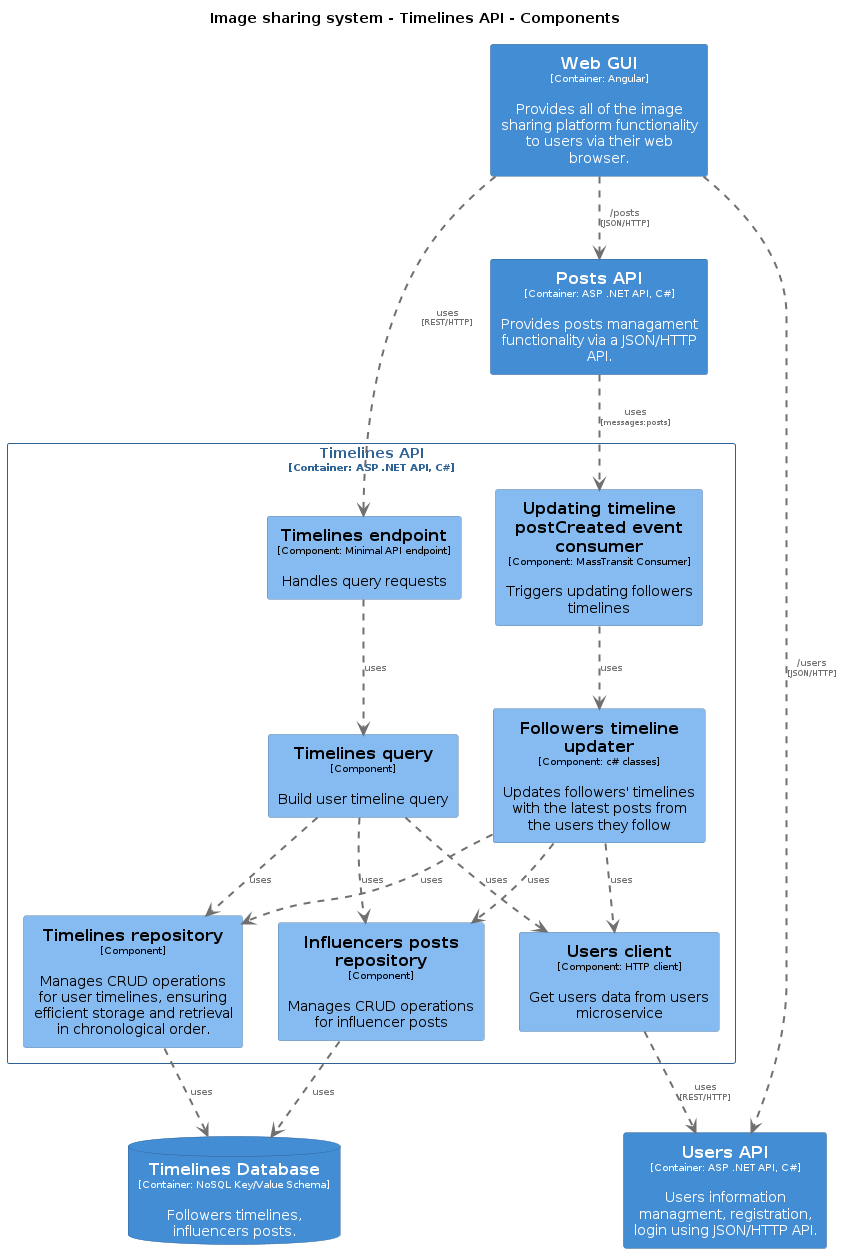 Image sharing system - Timelines API - Components
Web GUI
[Container: Angular]
Provides all of the image
sharing platform functionality
to users via their web
browser.
/posts
[JSON/HTTP]
Posts API
[Container: ASP .NET API, C#]
Provides posts managament
functionality via a JSON/HTTP
API.
uses
[REST/HTTP]
uses
[messages:posts]
Timelines API
[Container: ASP .NET API, C#]
Timelines endpoint
[Component: Minimal API endpoint]
Handles query requests
Updating timeline
postCreated event
consumer
[Component: MassTransit Consumer]
Triggers updating followers
timelines
/users
[JSON/HTTP]
uses
uses
Timelines query
[Component]
Build user timeline query
Followers timeline
updater
[Component: c# classes]
Updates followers' timelines
with the latest posts from
the users they follow
uses
uses
uses
uses
uses
uses
Timelines repository
[Component]
Manages CRUD operations
for user timelines, ensuring
efficient storage and retrieval
in chronological order.
Influencers posts
repository
[Component]
Manages CRUD operations
for influencer posts
Users client
[Component: HTTP client]
Get users data from users
microservice
uses
uses
uses
[REST/HTTP]
Timelines Database
[Container: NoSQL Key/Value Schema]
Followers timelines,
influencers posts.
Users API
[Container: ASP .NET API, C#]
Users information
managment, registration,
login using JSON/HTTP API.